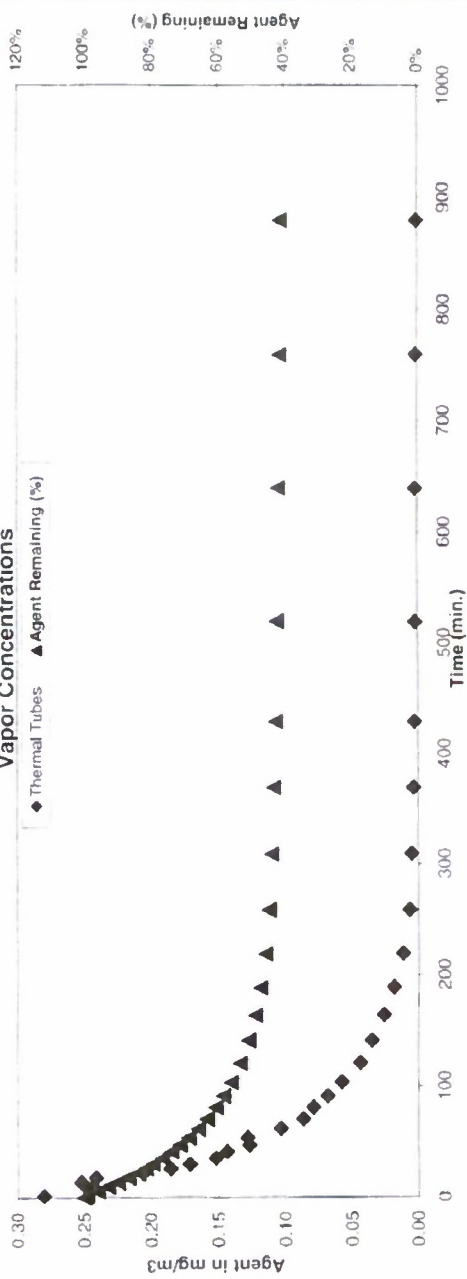 Vapor Concentrations
◆ Thermal Tubes ▲ Agent Remaining (%)
Agent in mg/m3
0.30
0.25
0.20
0.15
0.10
0.05
0.00
Agent Remaining (%)
120%
100%
80%
60%
40%
20%
0%
0 100 200 300 400 500 600 700 800 900 1000
Time (min.)